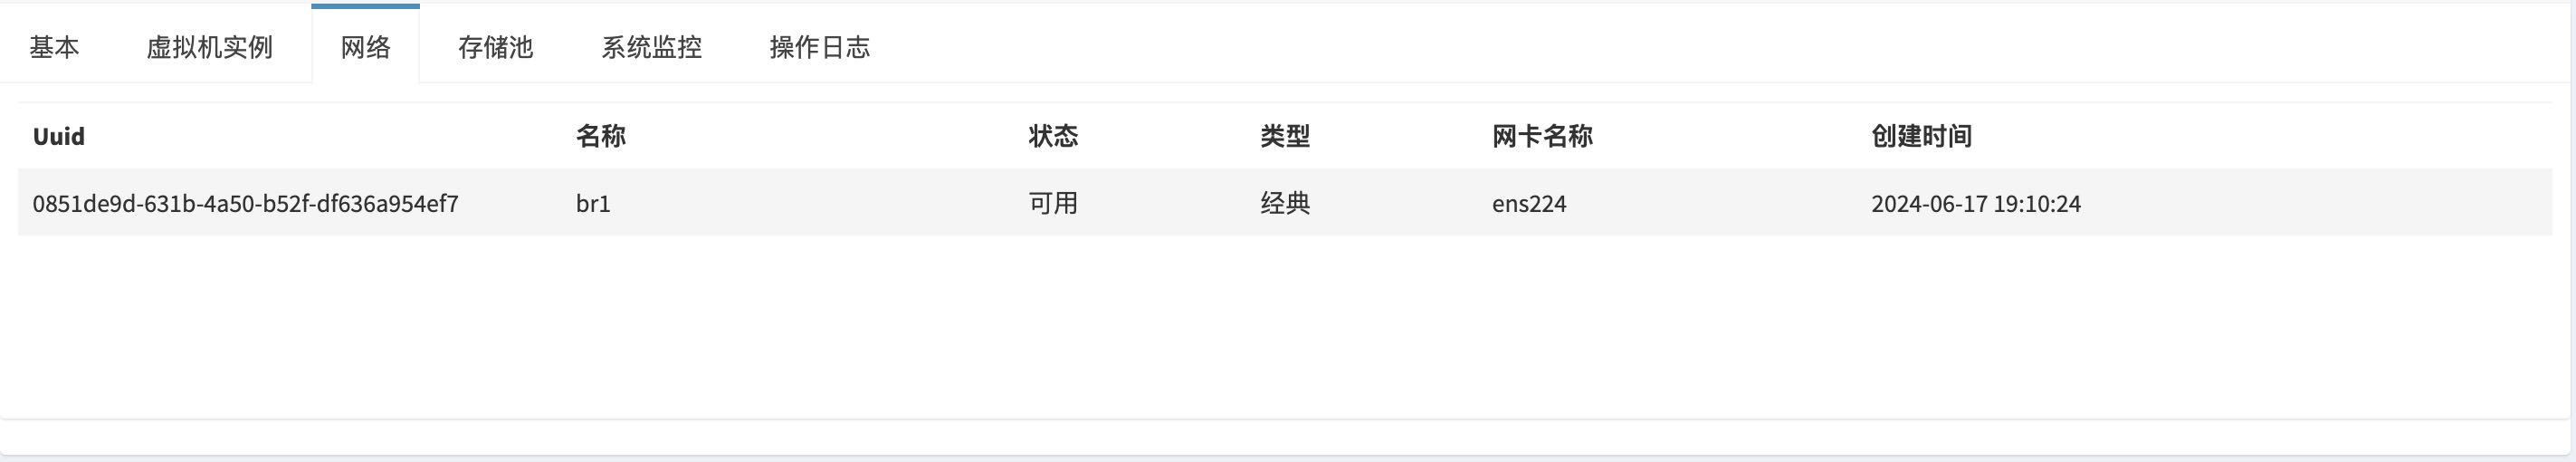 基本 虚拟机实例 网络 存储池 系统监控 操作日志
Uuid 名称 状态 类型 网卡名称 创建时间
0851de9d-631b-4a50-b52f-df636a954ef7 br1 可用 经典 ens224 2024-06-17 19:10:24